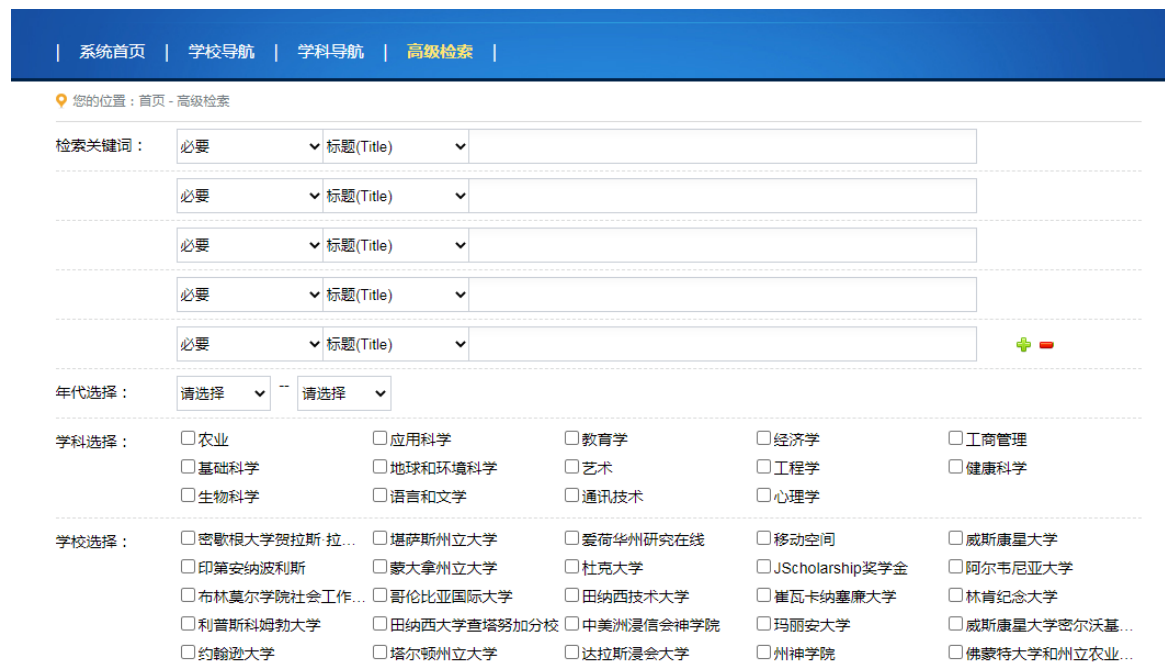 | 系统首页 | 学校导航 | 学科导航 | 高级检索 |
您的位置：首页 - 高级检索
检索关键词： 必要 标题(Title)
必要 标题(Title)
必要 标题(Title)
必要 标题(Title)
必要 标题(Title)
年代选择： 请选择 -- 请选择
学科选择： 农业 应用科学 教育学 经济学 工商管理
基础科学 地球和环境科学 艺术 工程学 健康科学
生物科学 语言和文学 通讯技术 心理学
学校选择： 密歇根大学贺拉斯·拉... 堪萨斯州立大学 爱荷华州研究在线 移动空间 威斯康星大学
印第安纳波利斯 蒙大拿州立大学 杜克大学 JScholarship奖学金 阿尔韦尼亚大学
布林莫尔学院社会工作... 哥伦比亚国际大学 田纳西技术大学 崔瓦卡纳塞廉大学 林肯纪念大学
利普斯科姆勃大学 田纳西大学查塔努加分校 中美洲浸信会神学院 玛丽安大学 威斯康星大学密尔沃基...
约翰逊大学 塔尔顿州立大学 达拉斯浸会大学 州神学院 佛蒙特大学和州立农业...